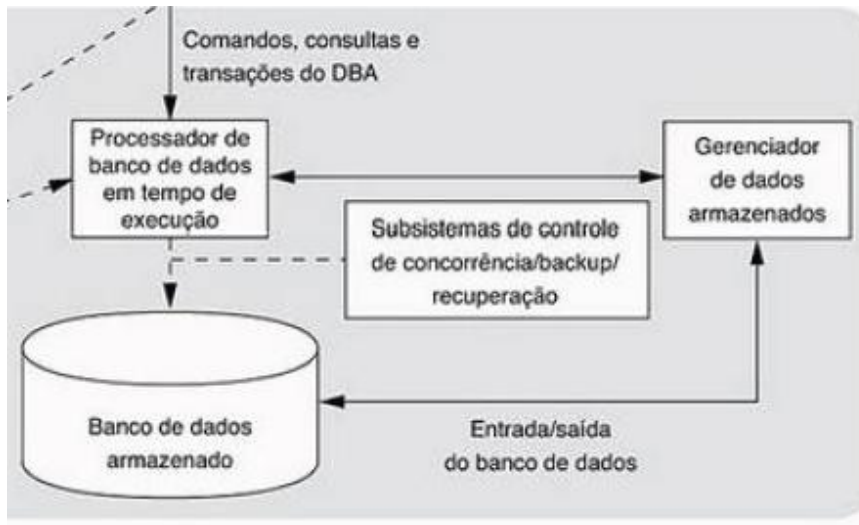 Comandos, consultas e
transações do DBA
Processador de
banco de dados
em tempo de
execução
Gerenciador
de dados
armazenados
Subsistemas de controle
de concorrência/backup/
recuperação
Banco de dados
armazenado
Entrada/saída
do banco de dados